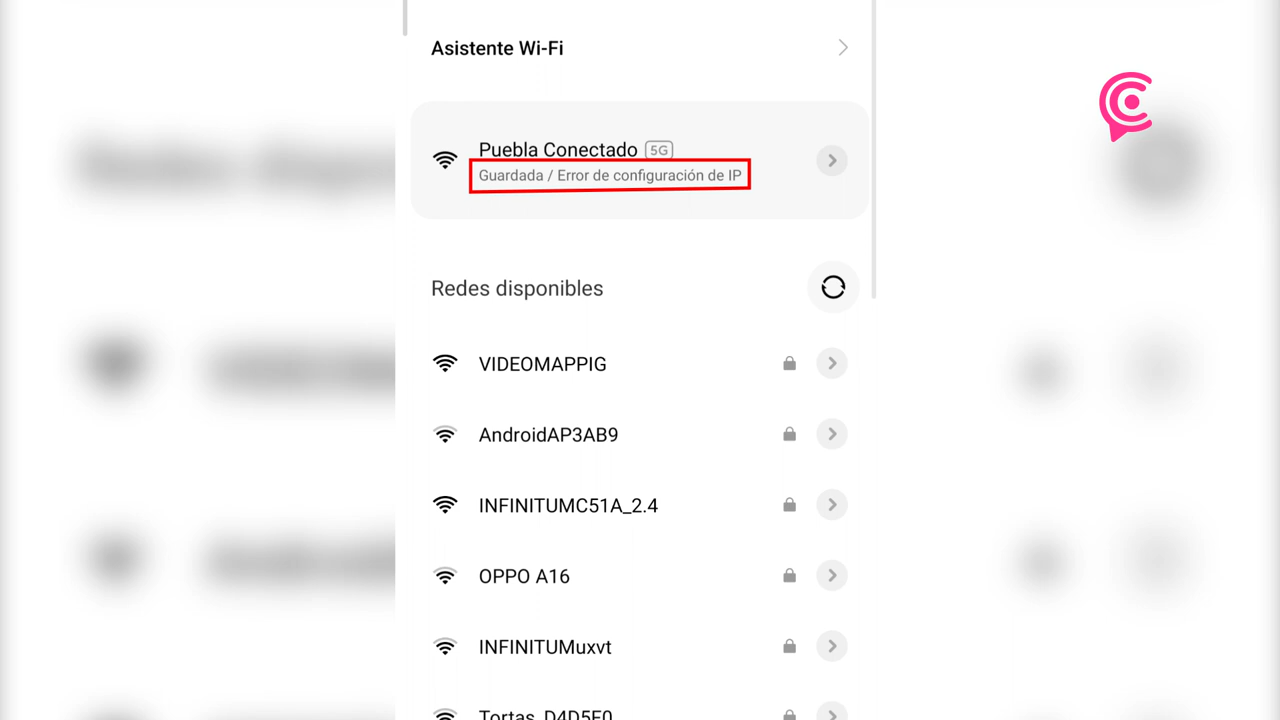 Asistente Wi-Fi
Puebla Conectado 5G
Guardada / Error de configuración de IP
Redes disponibles
VIDEOMAPPIG
AndroidAP3AB9
INFINITUMC51A_2.4
OPPO A16
INFINITUMuxvt
Tortas_D4D5F0